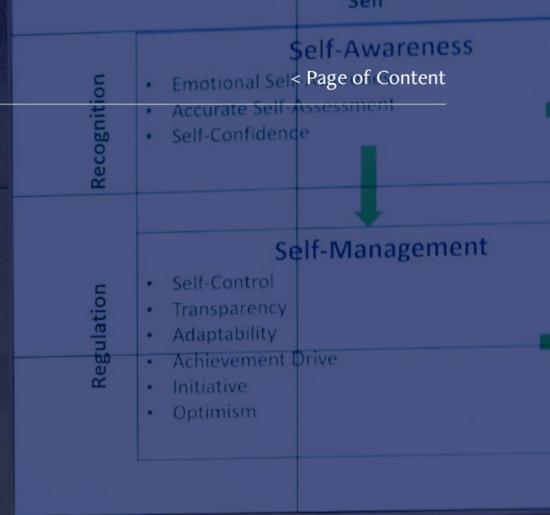 Self
Self-Awareness
• Emotional Self
< Page of Content
• Accurate Self-Assessment
• Self-Confidence
Recognition
Self-Management
• Self-Control
• Transparency
• Adaptability
• Achievement Drive
• Initiative
• Optimism
Regulation